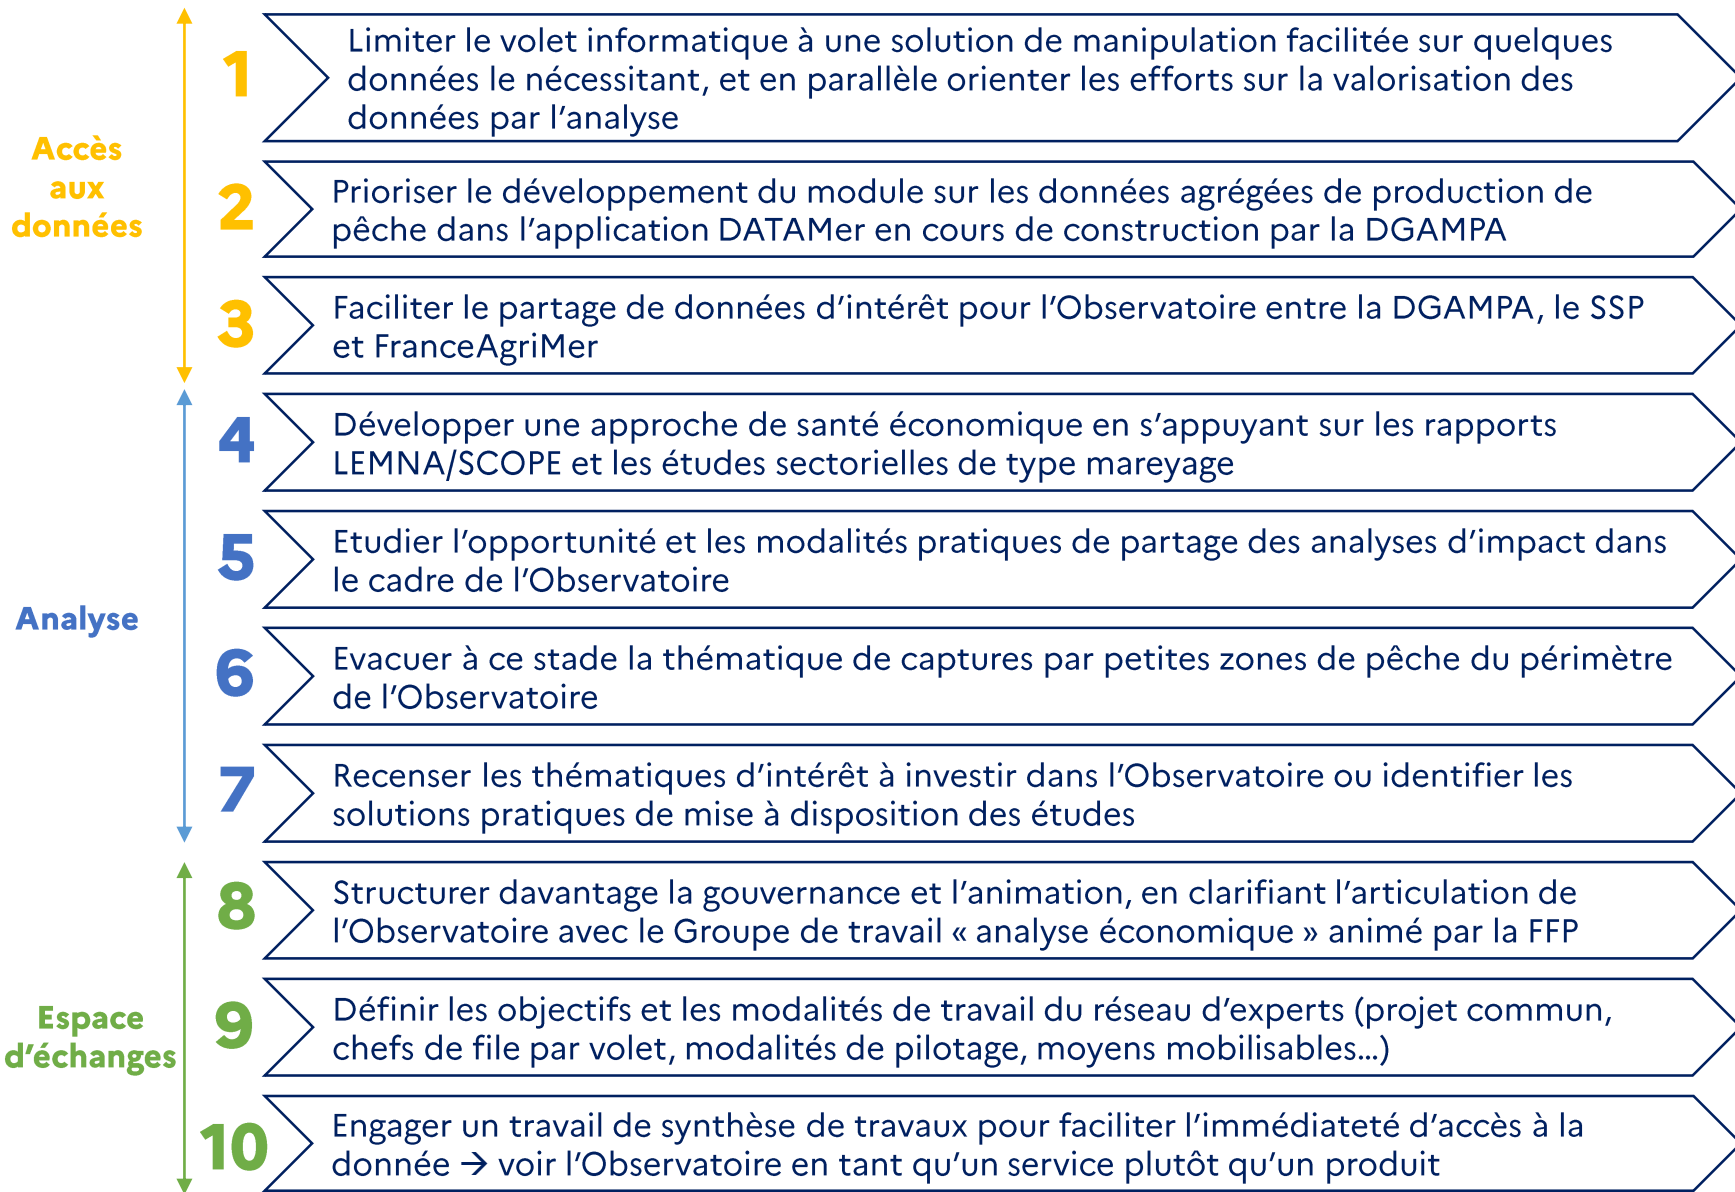 Accès
aux
données
1
Limiter le volet informatique à une solution de manipulation facilitée sur quelques
données le nécessitant, et en parallèle orienter les efforts sur la valorisation des
données par l’analyse
2
Prioriser le développement du module sur les données agrégées de production de
pêche dans l’application DATAMer en cours de construction par la DGAMPA
3
Faciliter le partage de données d’intérêt pour l’Observatoire entre la DGAMPA, le SSP
et FranceAgriMer
Analyse
4
Développer une approche de santé économique en s’appuyant sur les rapports
LEMNA/SCOPE et les études sectorielles de type mareyage
5
Etudier l’opportunité et les modalités pratiques de partage des analyses d’impact dans
le cadre de l’Observatoire
6
Evacuer à ce stade la thématique de captures par petites zones de pêche du périmètre
de l’Observatoire
7
Recenser les thématiques d’intérêt à investir dans l’Observatoire ou identifier les
solutions pratiques de mise à disposition des études
Espace
d’échanges
8
Structurer davantage la gouvernance et l’animation, en clarifiant l’articulation de
l’Observatoire avec le Groupe de travail « analyse économique » animé par la FFP
9
Définir les objectifs et les modalités de travail du réseau d’experts (projet commun,
chefs de file par volet, modalités de pilotage, moyens mobilisables…)
10
Engager un travail de synthèse de travaux pour faciliter l’immédiateté d’accès à la
donnée → voir l’Observatoire en tant qu’un service plutôt qu’un produit